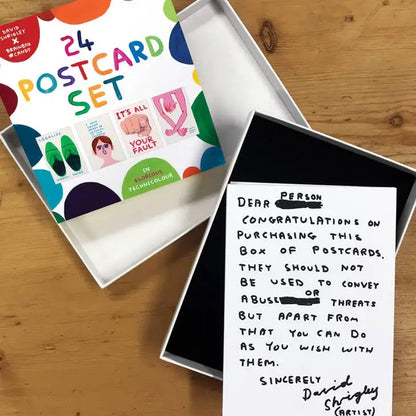 DAVID
SHRIGLEY
X
BRAINBOX
CANDY
24
POSTCARD
SET
IT'S ALL
YOUR
FAULT
IN
GLORIOUS
TECHNICOLOUR
DEAR PERSON
CONGRATULATIONS ON
PURCHASING THIS
BOX OF POSTCARDS.
THEY SHOULD NOT
BE USED TO CONVEY
ABUSE OR THREATS
BUT APART FROM
THAT YOU CAN DO
AS YOU WISH WITH
THEM.
SINCERELY
David
Shrigley
(ARTIST)